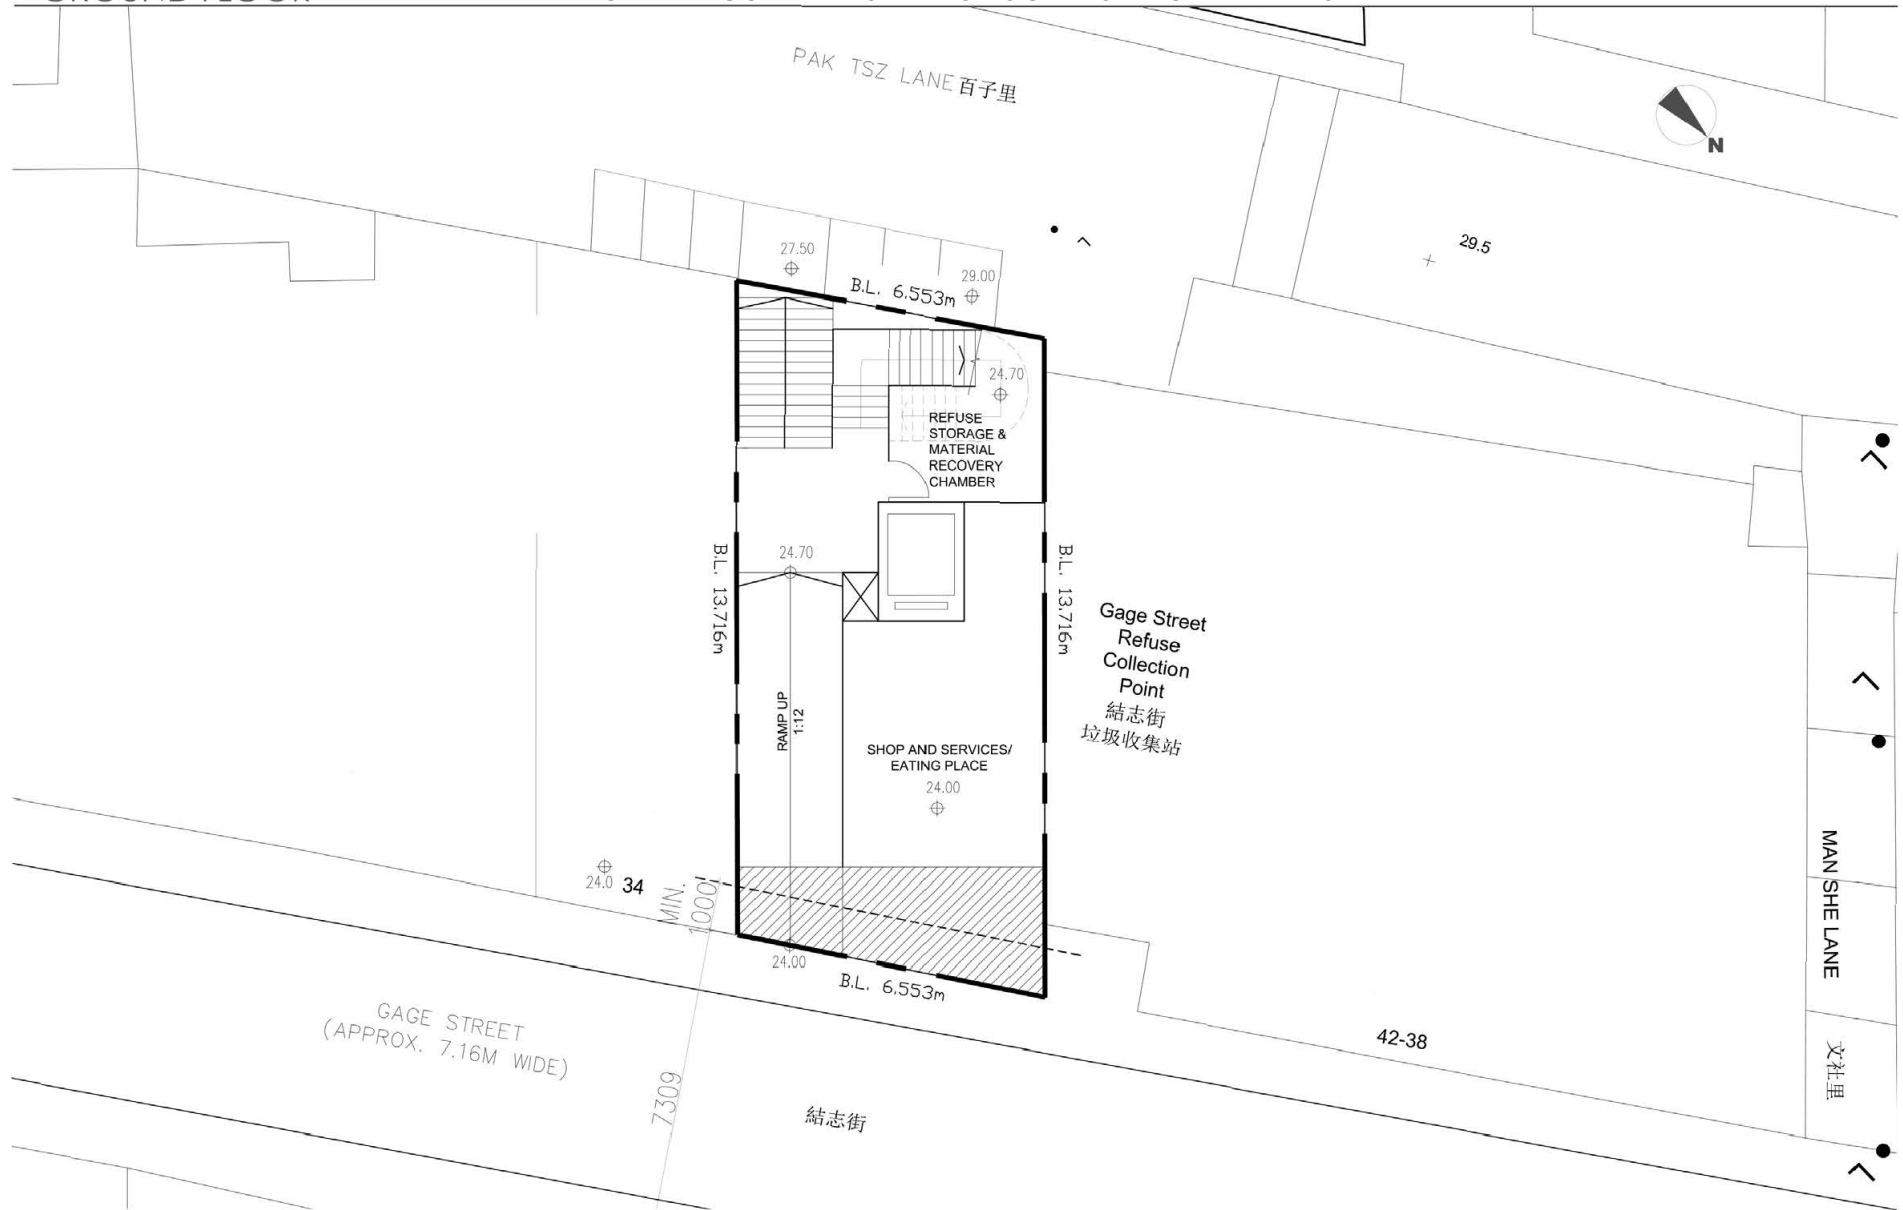 PAK TSZ LANE 百子里
N
29.5
27.50
29.00
B.L. 6.553m
24.70
REFUSE
STORAGE &
MATERIAL
RECOVERY
CHAMBER
24.70
B.L. 13.716m
B.L. 13.716m
Gage Street
Refuse
Collection
Point
結志街
垃圾收集站
RAMP UP
1:12
SHOP AND SERVICES/
EATING PLACE
24.00
24.0
34
MIN.
1000
24.00
B.L. 6.553m
MAN SHE LANE
文社里
GAGE STREET
(APPROX. 7.16M WIDE)
42-38
7309
結志街